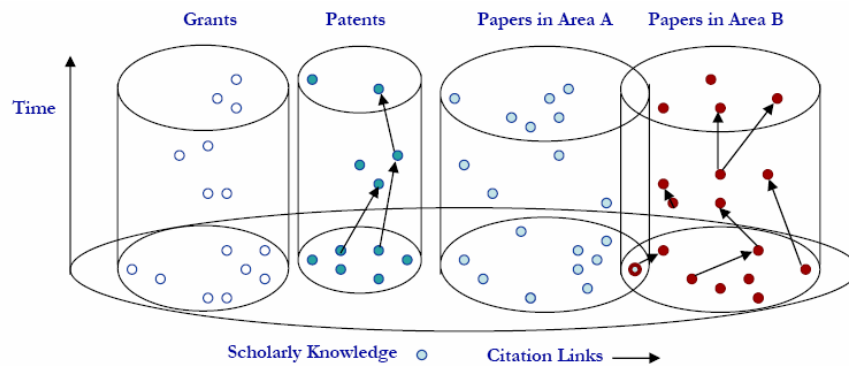 Grants Patents Papers in Area A Papers in Area B
Time
Scholarly Knowledge Citation Links